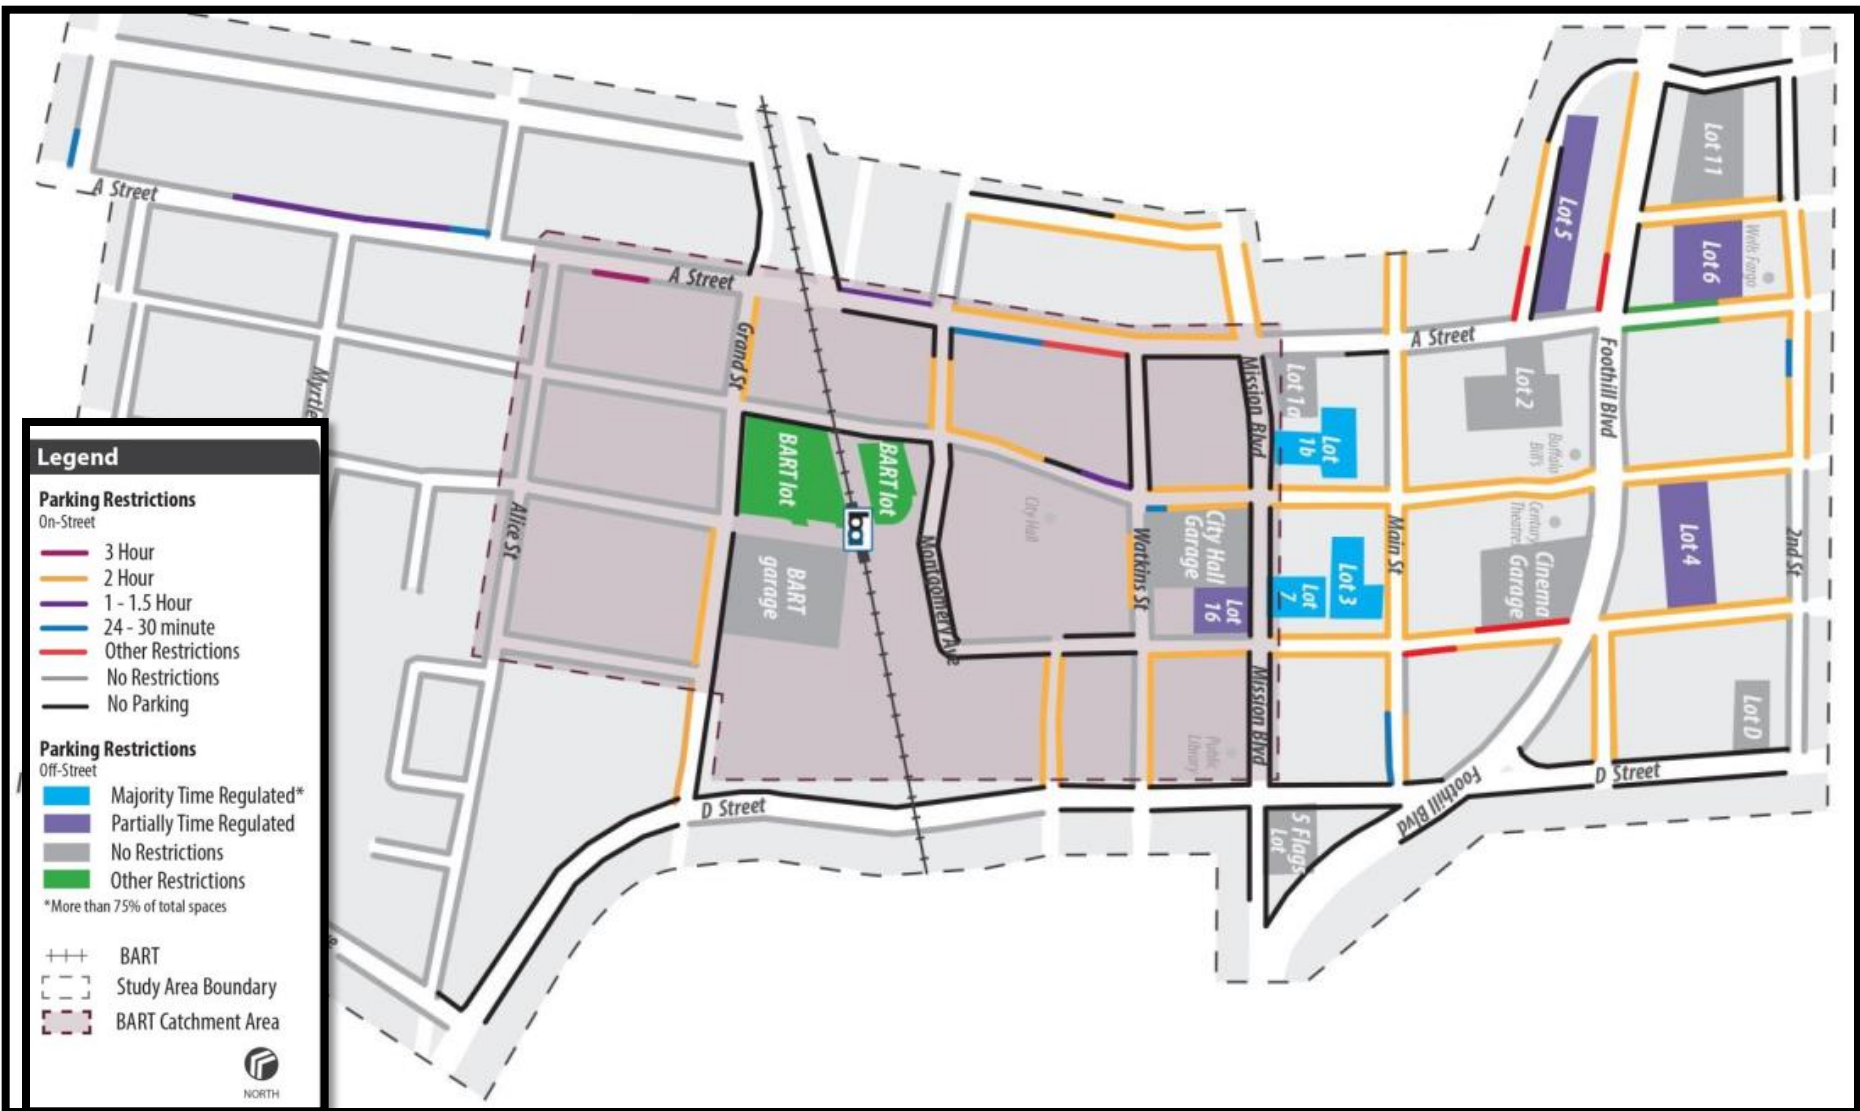 Lot 11
Lot 5
Lot 6
Wells Fargo
A Street
A Street
A Street
Grand St
Myrtle
Mission Blvd
Lot 1a
Lot
1b
Lot 2
Foothill Blvd
Buffalo
Bill's
BART lot
BART lot
ba
City Hall
Alice St
Montgomery Ave
Watkins St
City Hall
Garage
Lot
16
Lot
7
Lot 3
Main St
Century
Theatre
Cinema
Garage
Lot 4
2nd St
BART
garage
Mission Blvd
Public
Library
Lot D
D Street
D Street
Foothill Blvd
S Flags
Lot
Legend
Parking Restrictions
On-Street
3 Hour
2 Hour
1 - 1.5 Hour
24 - 30 minute
Other Restrictions
No Restrictions
No Parking
Parking Restrictions
Off-Street
Majority Time Regulated*
Partially Time Regulated
No Restrictions
Other Restrictions
*More than 75% of total spaces
BART
Study Area Boundary
BART Catchment Area
NORTH